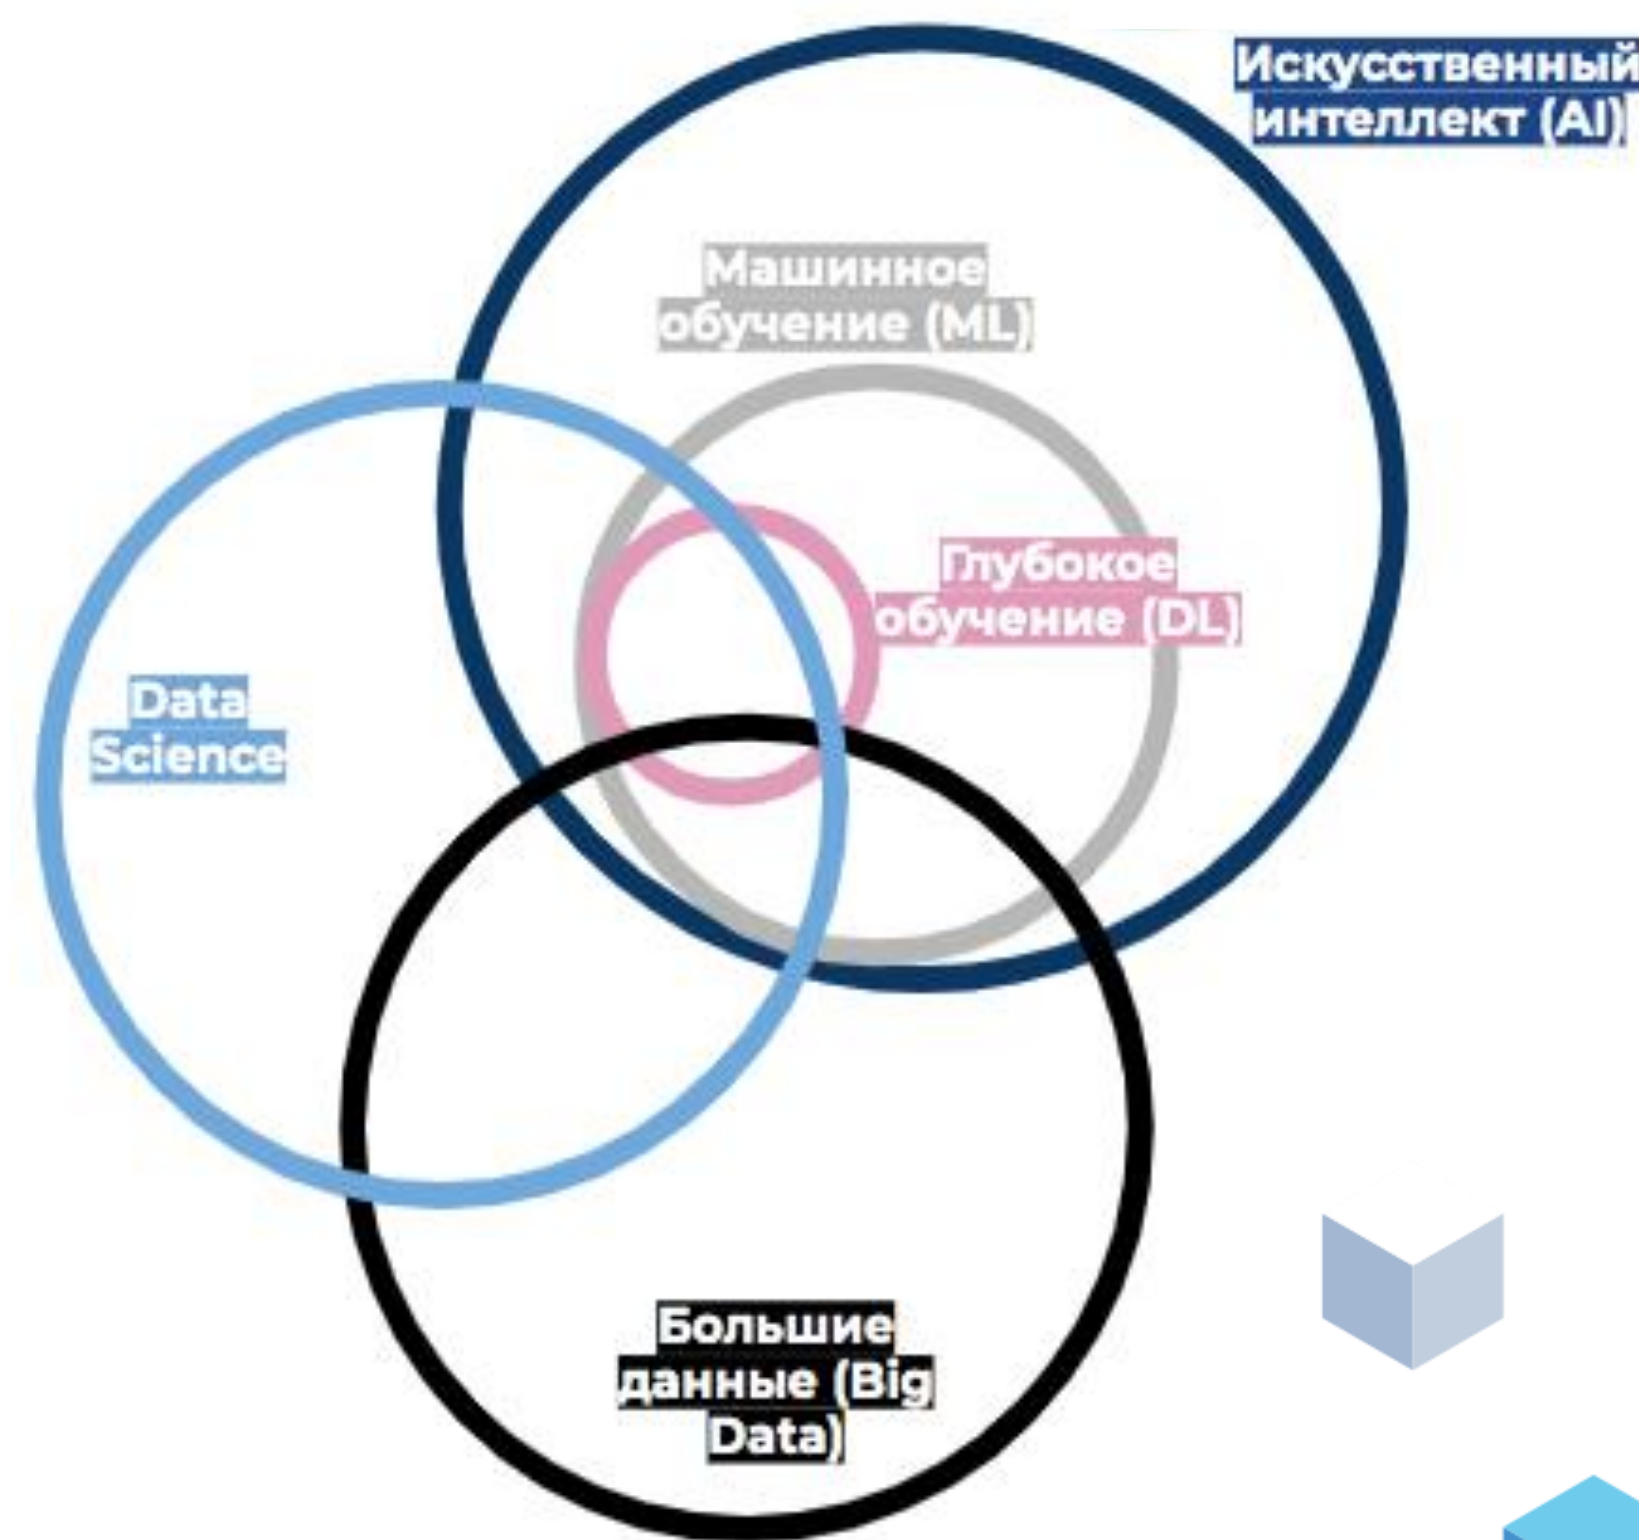 Искусственный
интеллект (AI)
Машинное
обучение (ML)
Глубокое
обучение (DL)
Data
Science
Большие
данные (Big
Data)